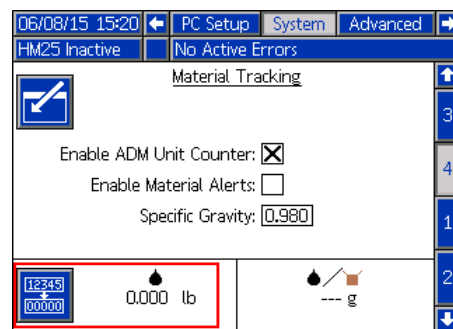 06/08/15 15:20 PC Setup System Advanced
HM25 Inactive No Active Errors
Material Tracking
3
Enable ADM Unit Counter:
4
Enable Material Alerts:
Specific Gravity: 0.980
1
12345
00000
0.000 lb
/
--- g
2